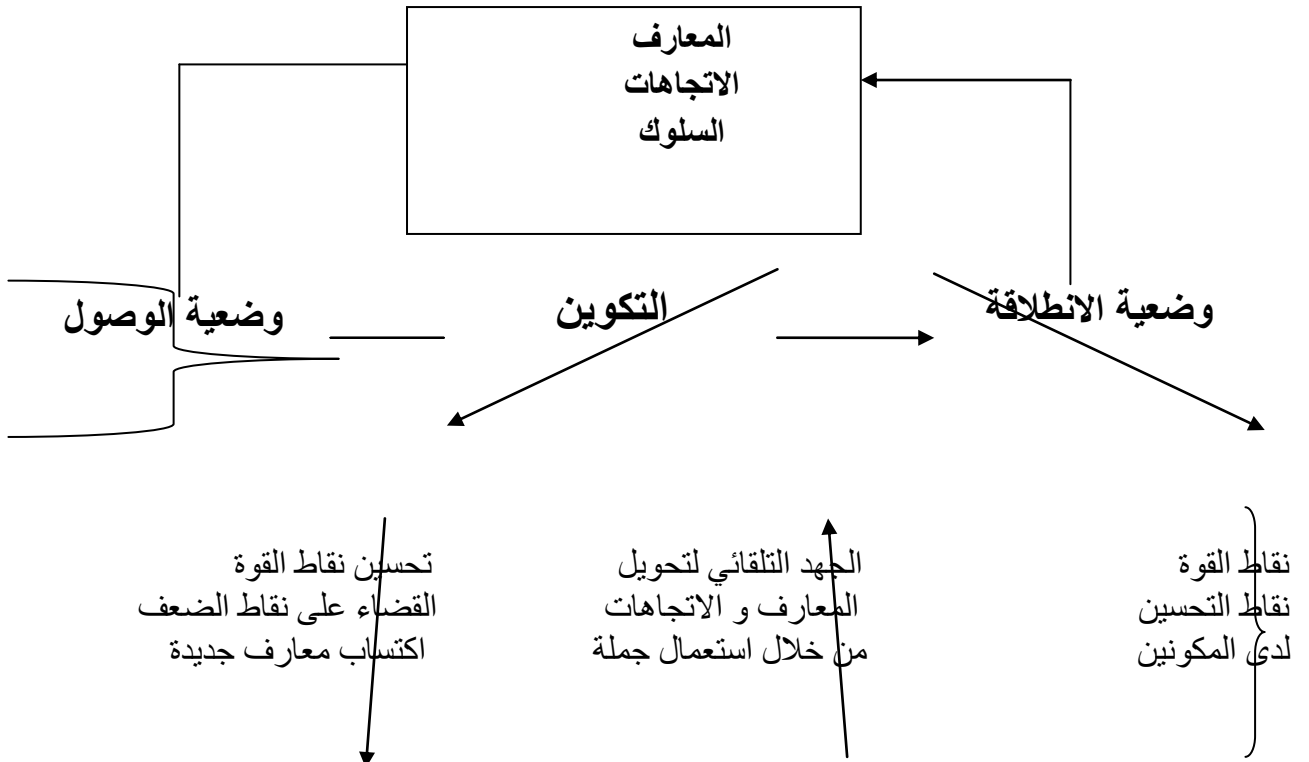 المعارف
الاتجاهات
السلوك
وضعية الانطلاقة
التكوين
وضعية الوصول
نقاط القوة
نقاط التحسين
لدى المكونين
الجهد التلقائي لتحويل
المعارف و الاتجاهات
من خلال استعمال جملة
تحسين نقاط القوة
القضاء على نقاط الضعف
اكتساب معارف جديدة